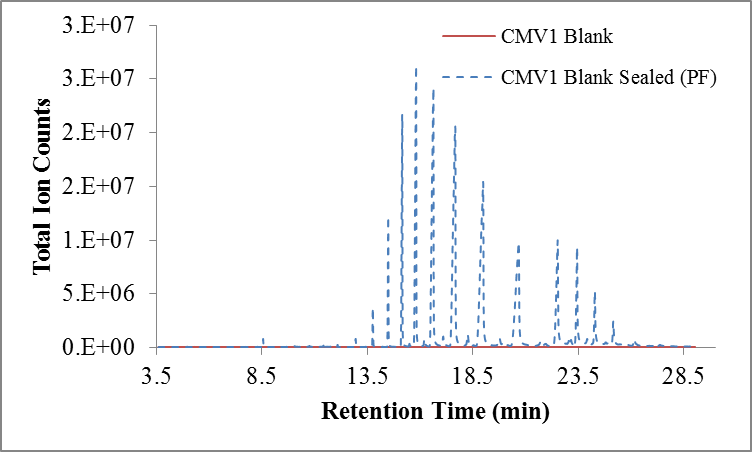 3.E+07
3.E+07
2.E+07
2.E+07
1.E+07
5.E+06
0.E+00
Total Ion Counts
CMV1 Blank
CMV1 Blank Sealed (PF)
3.5 8.5 13.5 18.5 23.5 28.5
Retention Time (min)